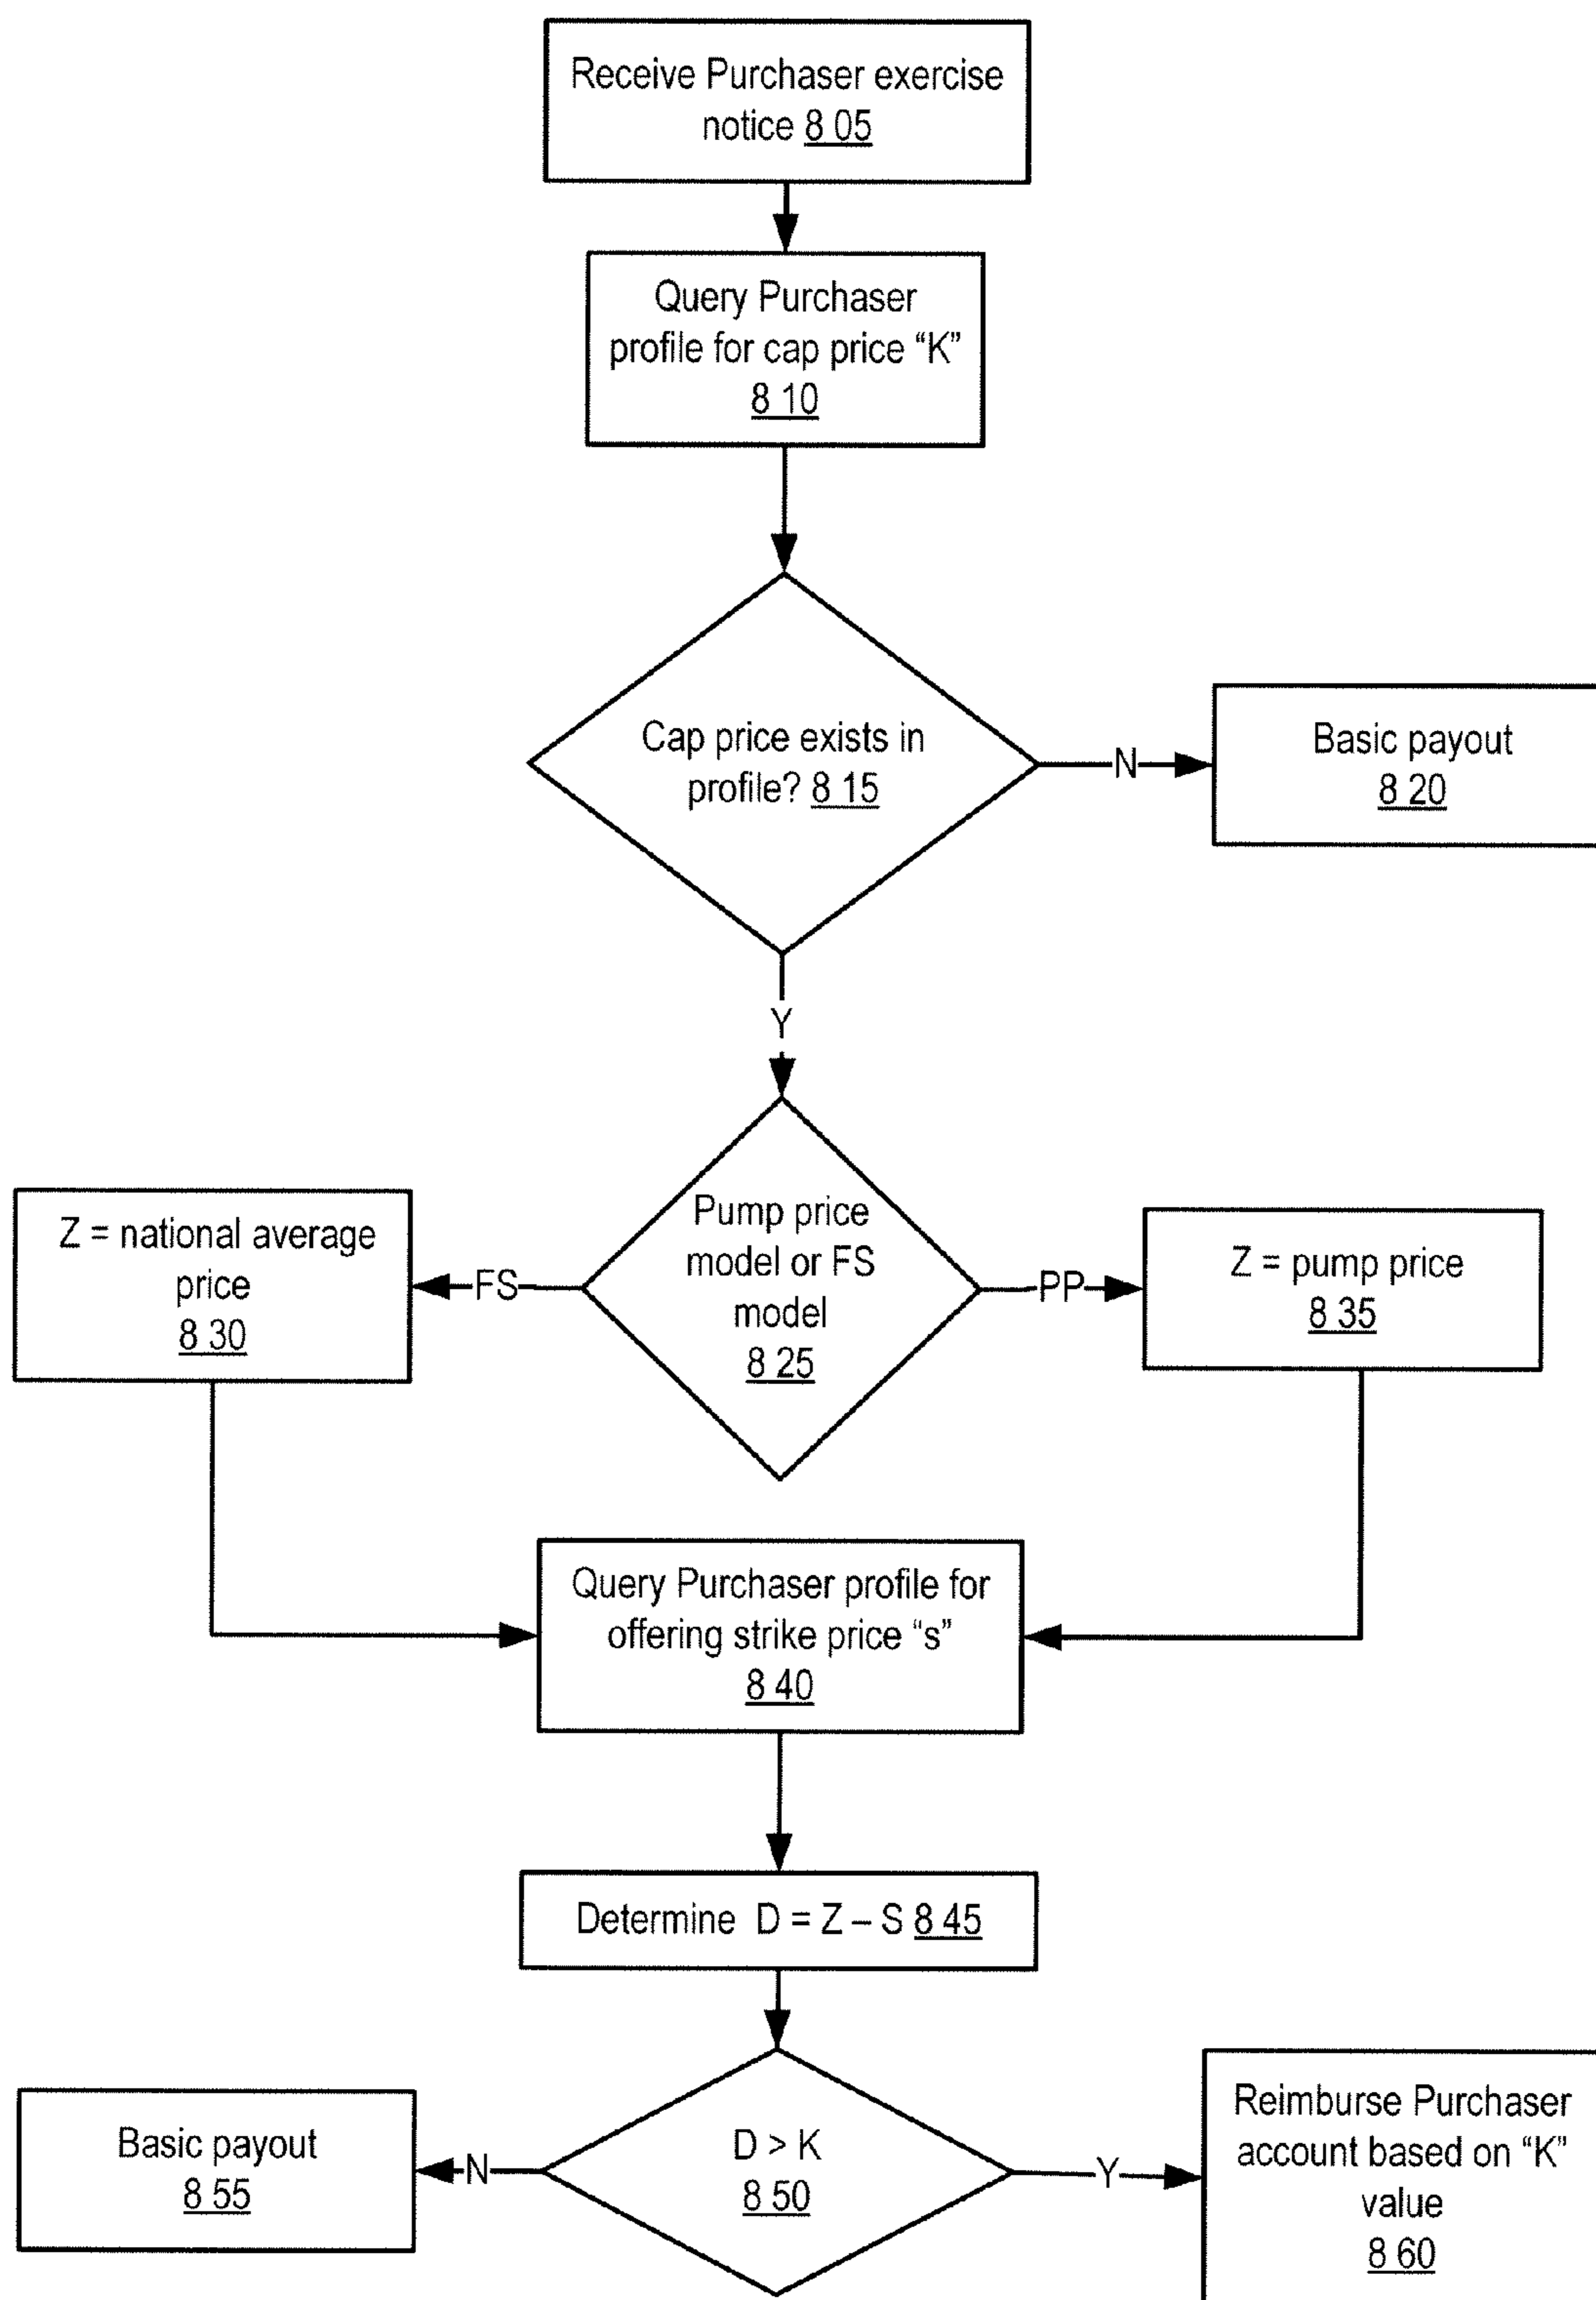 Receive Purchaser exercise
notice 8 05
Query Purchaser
profile for cap price “K”
8 10
Cap price exists in
profile? 8 15
N
Basic payout
8 20
Y
Z = national average
price
8 30
FS
Pump price
model or FS
model
8 25
PP
Z = pump price
8 35
Query Purchaser profile for
offering strike price “s”
8 40
Determine D = Z – S 8 45
Basic payout
8 55
N
D > K
8 50
Y
Reimburse Purchaser
account based on “K”
value
8 60